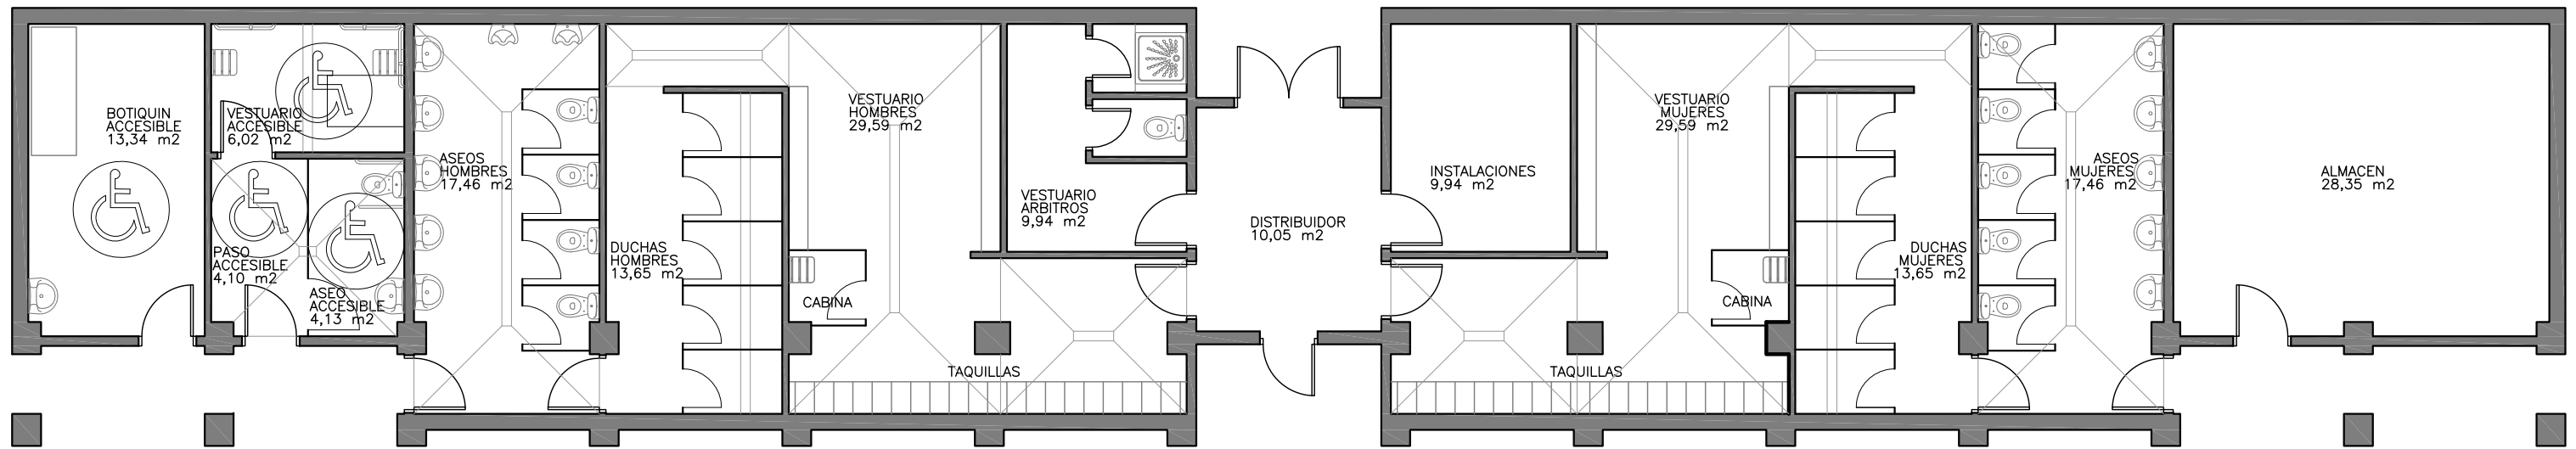 BOTIQUIN
ACCESIBLE
13,34 m2
VESTUARIO
ACCESIBLE
6,02 m2
PASO
ACCESIBLE
4,10 m2
ASEO
ACCESIBLE
4,13 m2
ASEOS
HOMBRES
17,46 m2
DUCHAS
HOMBRES
13,65 m2
VESTUARIO
HOMBRES
29,59 m2
CABINA
TAQUILLAS
VESTUARIO
ARBITROS
9,94 m2
DISTRIBUIDOR
10,05 m2
INSTALACIONES
9,94 m2
VESTUARIO
MUJERES
29,59 m2
CABINA
TAQUILLAS
DUCHAS
MUJERES
13,65 m2
ASEOS
MUJERES
17,46 m2
ALMACEN
28,35 m2